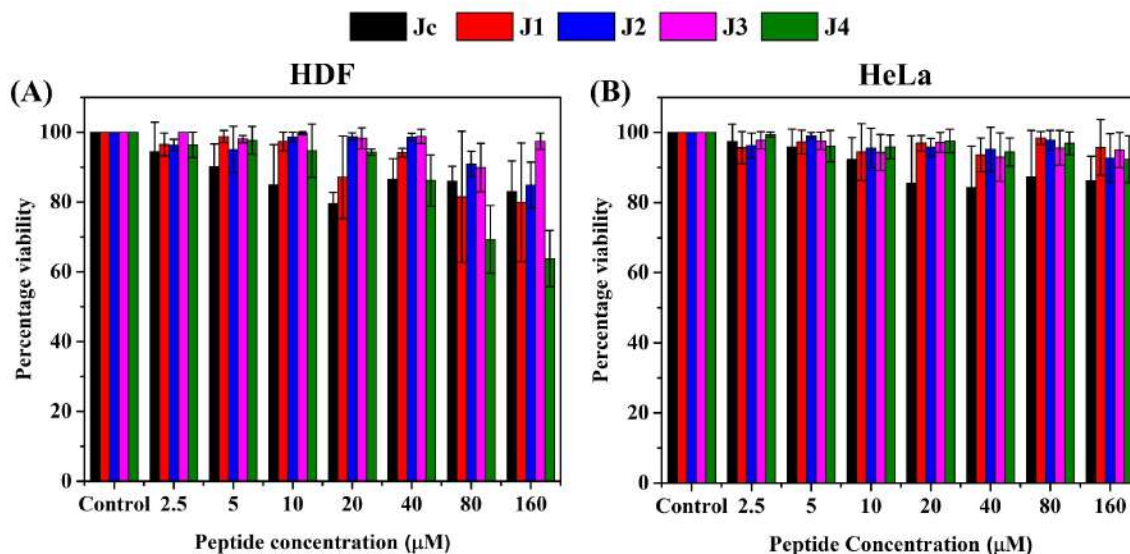 Jc J1 J2 J3 J4
(A) HDF
Percentage viability
100
80
60
40
20
0
Control 2.5 5 10 20 40 80 160
Peptide concentration (µM)
(B) HeLa
Percentage viability
100
80
60
40
20
0
Control 2.5 5 10 20 40 80 160
Peptide Concentration (µM)